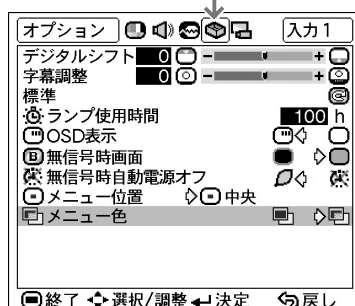 オプション 入力1
デジタルシフト 0 - +
字幕調整 0 - +
標準
ランプ使用時間 100 h
OSD表示
B 無信号時画面
無信号時自動電源オフ
メニュー位置 中央
メニュー色
終了 選択/調整 決定 戻し